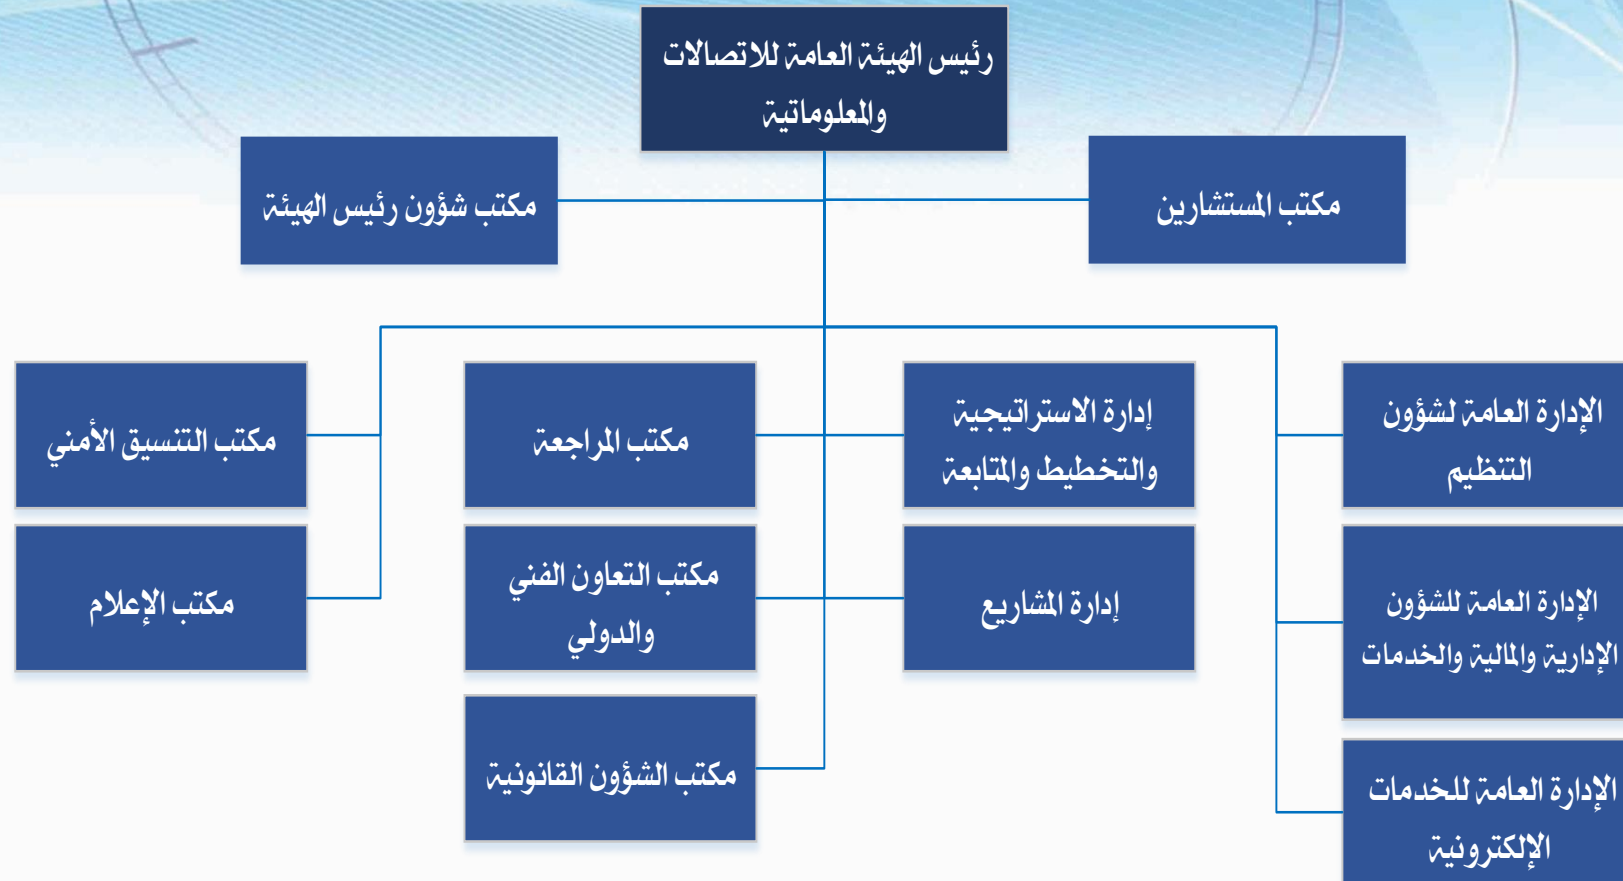 رئيس الهيئة العامة للاتصالات
والمعلوماتية
مكتب المستشارين
مكتب شؤون رئيس الهيئة
الإدارة العامة لشؤون
التنظيم
إدارة الاستراتيجية
والتخطيط والمتابعة
مكتب المراجعة
مكتب التنسيق الأمني
الإدارة العامة للشؤون
الإدارية والمالية والخدمات
إدارة المشاريع
مكتب التعاون الفني
والدولي
مكتب الإعلام
الإدارة العامة للخدمات
الإلكترونية
مكتب الشؤون القانونية